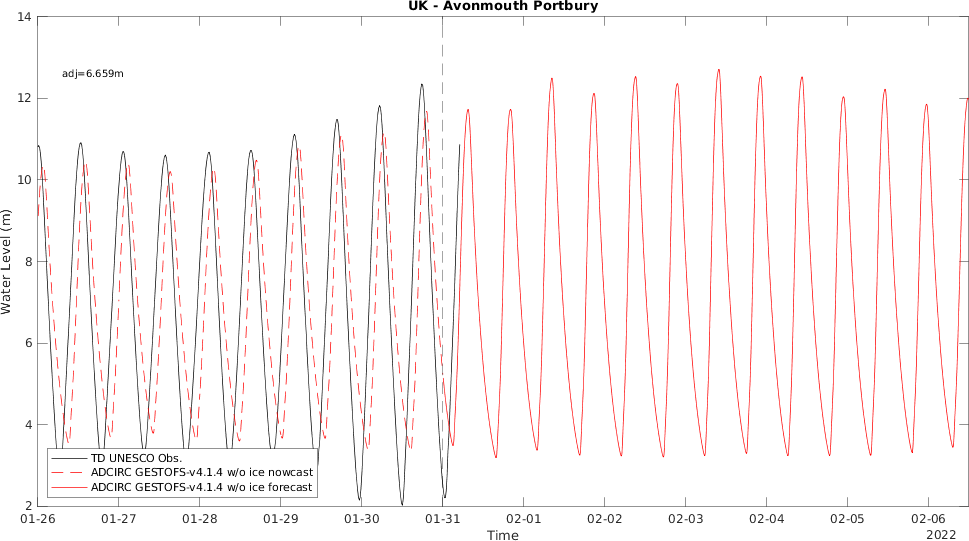 UK - Avonmouth Portbury
adj=6.659m
14
12
10
8
6
4
2
Water Level (m)
TD UNESCO Obs.
ADCIRC GESTOFS-v4.1.4 w/o ice nowcast
ADCIRC GESTOFS-v4.1.4 w/o ice forecast
01-26 01-27 01-28 01-29 01-30 01-31 02-01 02-02 02-03 02-04 02-05 02-06
Time
2022